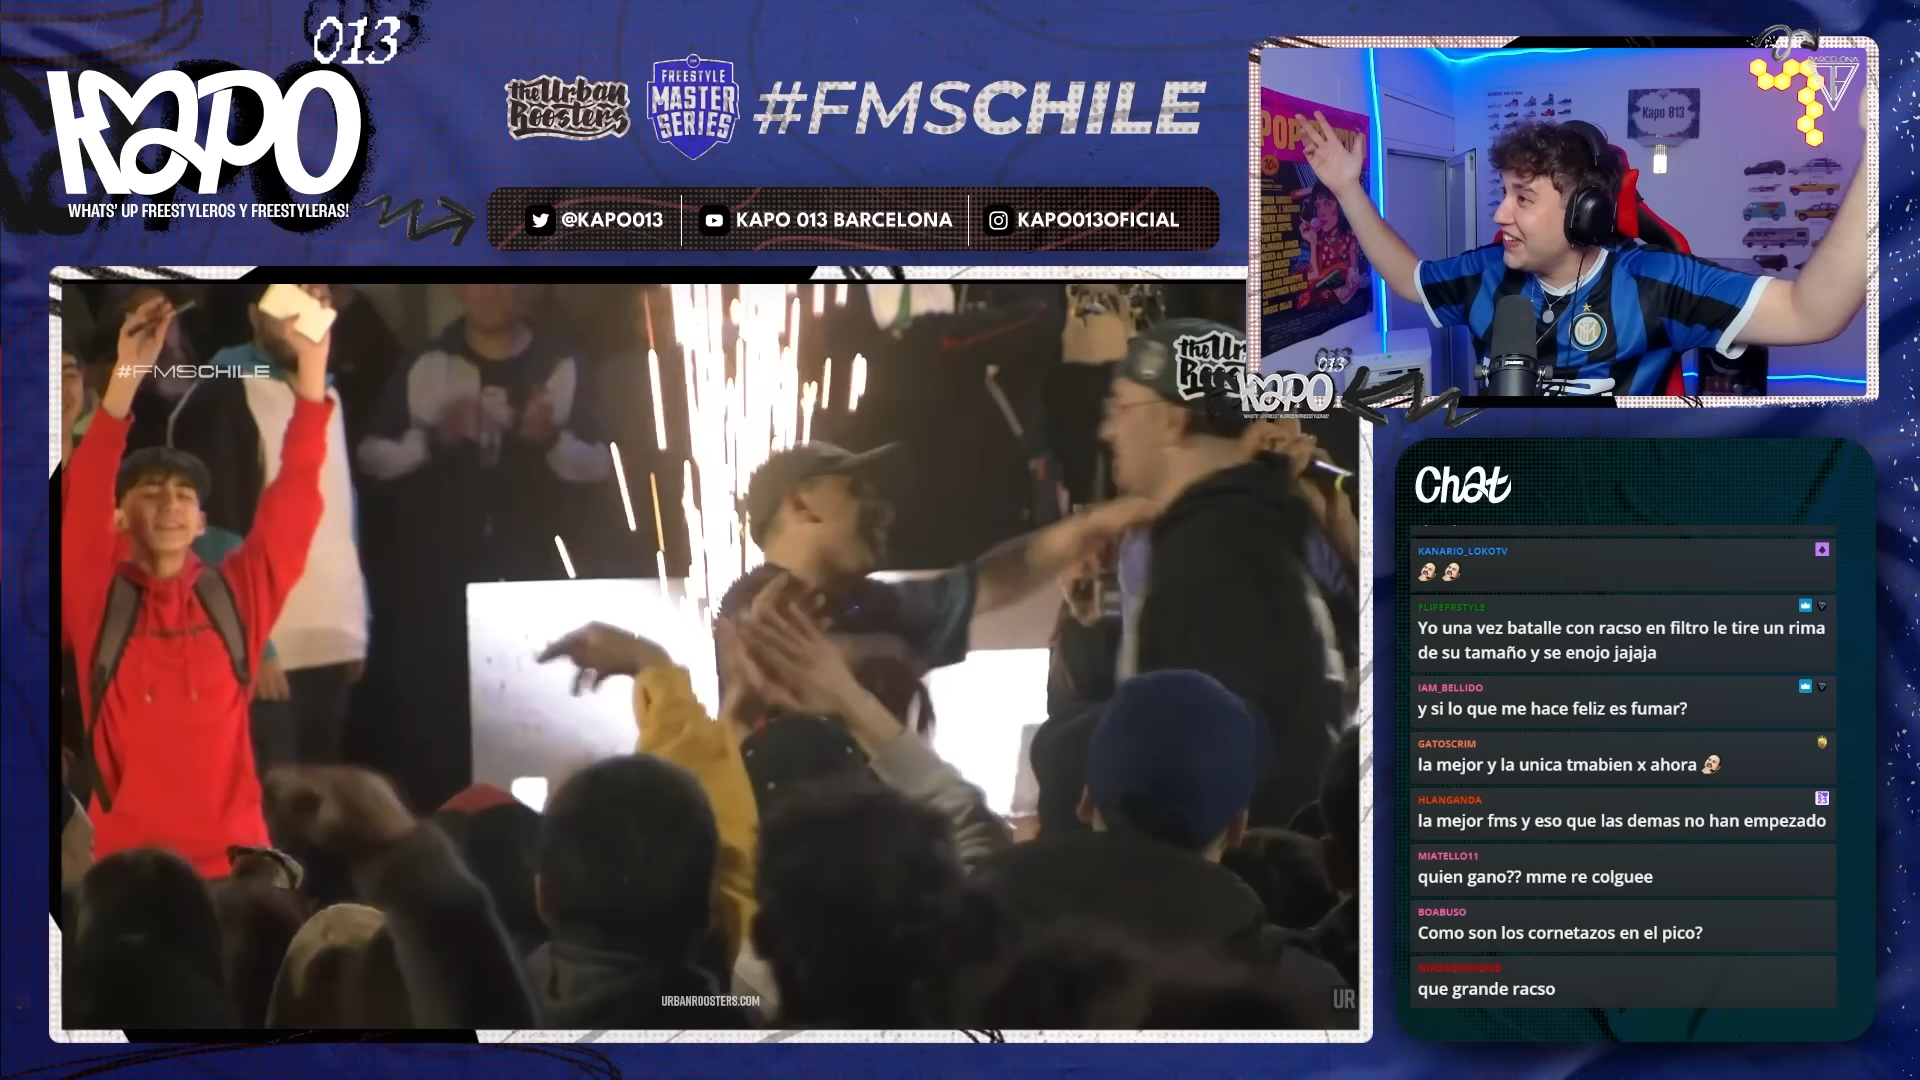 013
KAPO
WHATS' UP FREESTYLEROS Y FREESTYLERAS!
the Urban
Roosters
FREESTYLE
MASTER
SERIES
#FMSCHILE
@KAPO013
KAPO 013 BARCELONA
KAPO013OFICIAL
BARCELONA
Kapo 013
#FMSCHILE
013
KAPO
URBANROOSTERS.COM
UR
Chat
KANARIO_LOKOTV
FLIPEPRSTYLE
Yo una vez batalle con racso en filtro le tire un rima
de su tamaño y se enojo jajaja
IAM_BELLIDO
y si lo que me hace feliz es fumar?
GATOSCRIM
la mejor y la unica tmabien x ahora
HLANGANDA
la mejor fms y eso que las demas no han empezado
MIATELLO11
quien gano?? mme re colguee
BOABUSO
Como son los cornetazos en el pico?
que grande racso